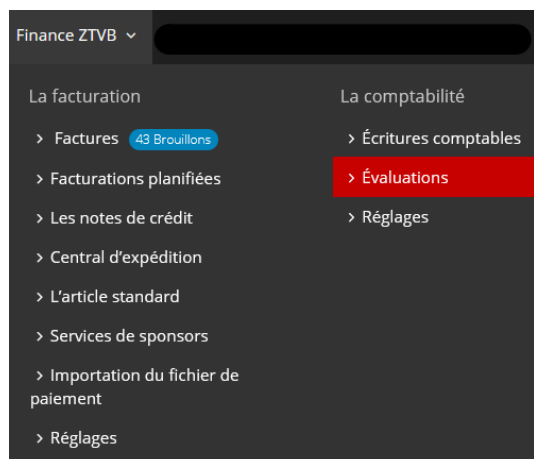 Finance ZTVB
La facturation
Factures 43 Brouillons
Facturations planifiées
Les notes de crédit
Central d'expédition
L'article standard
Services de sponsors
Importation du fichier de
paiement
Réglages
La comptabilité
Écritures comptables
Évaluations
Réglages